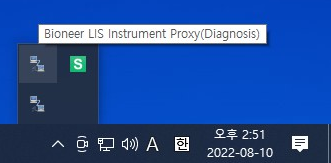 Bioneer LIS Instrument Proxy(Diagnosis)
S
A 한 오후 2:51
2022-08-10